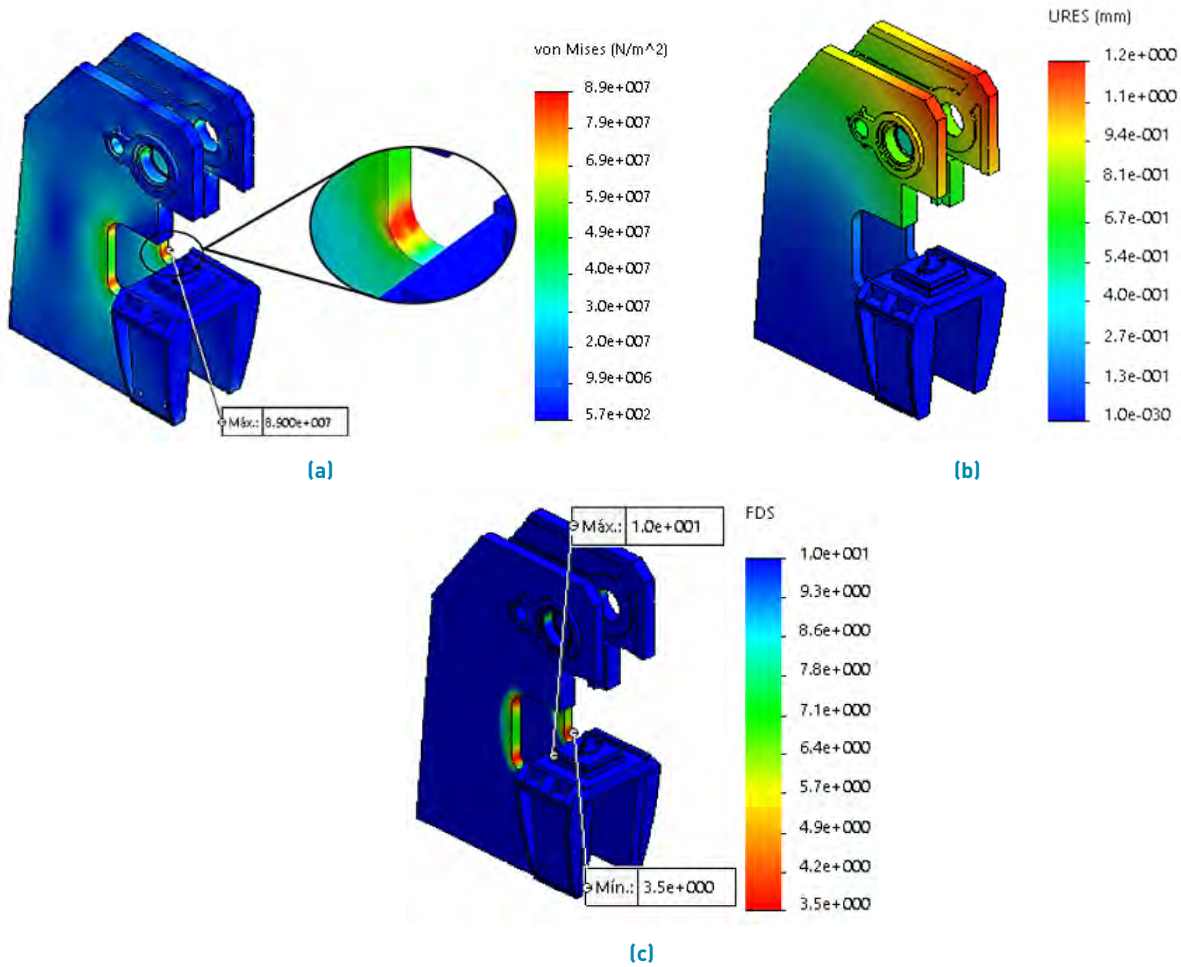 von Mises (N/m^2)
8.9e+007
7.9e+007
6.9e+007
5.9e+007
4.9e+007
4.0e+007
3.0e+007
2.0e+007
9.9e+006
5.7e+002
Máx.: 8.900e+007
(a)
URES (mm)
1.2e+000
1.1e+000
9.4e-001
8.1e-001
6.7e-001
5.4e-001
4.0e-001
2.7e-001
1.3e-001
1.0e-030
(b)
Máx.: 1.0e+001
FDS
1.0e+001
9.3e+000
8.6e+000
7.8e+000
7.1e+000
6.4e+000
5.7e+000
4.9e+000
4.2e+000
3.5e+000
Mín.: 3.5e+000
(c)